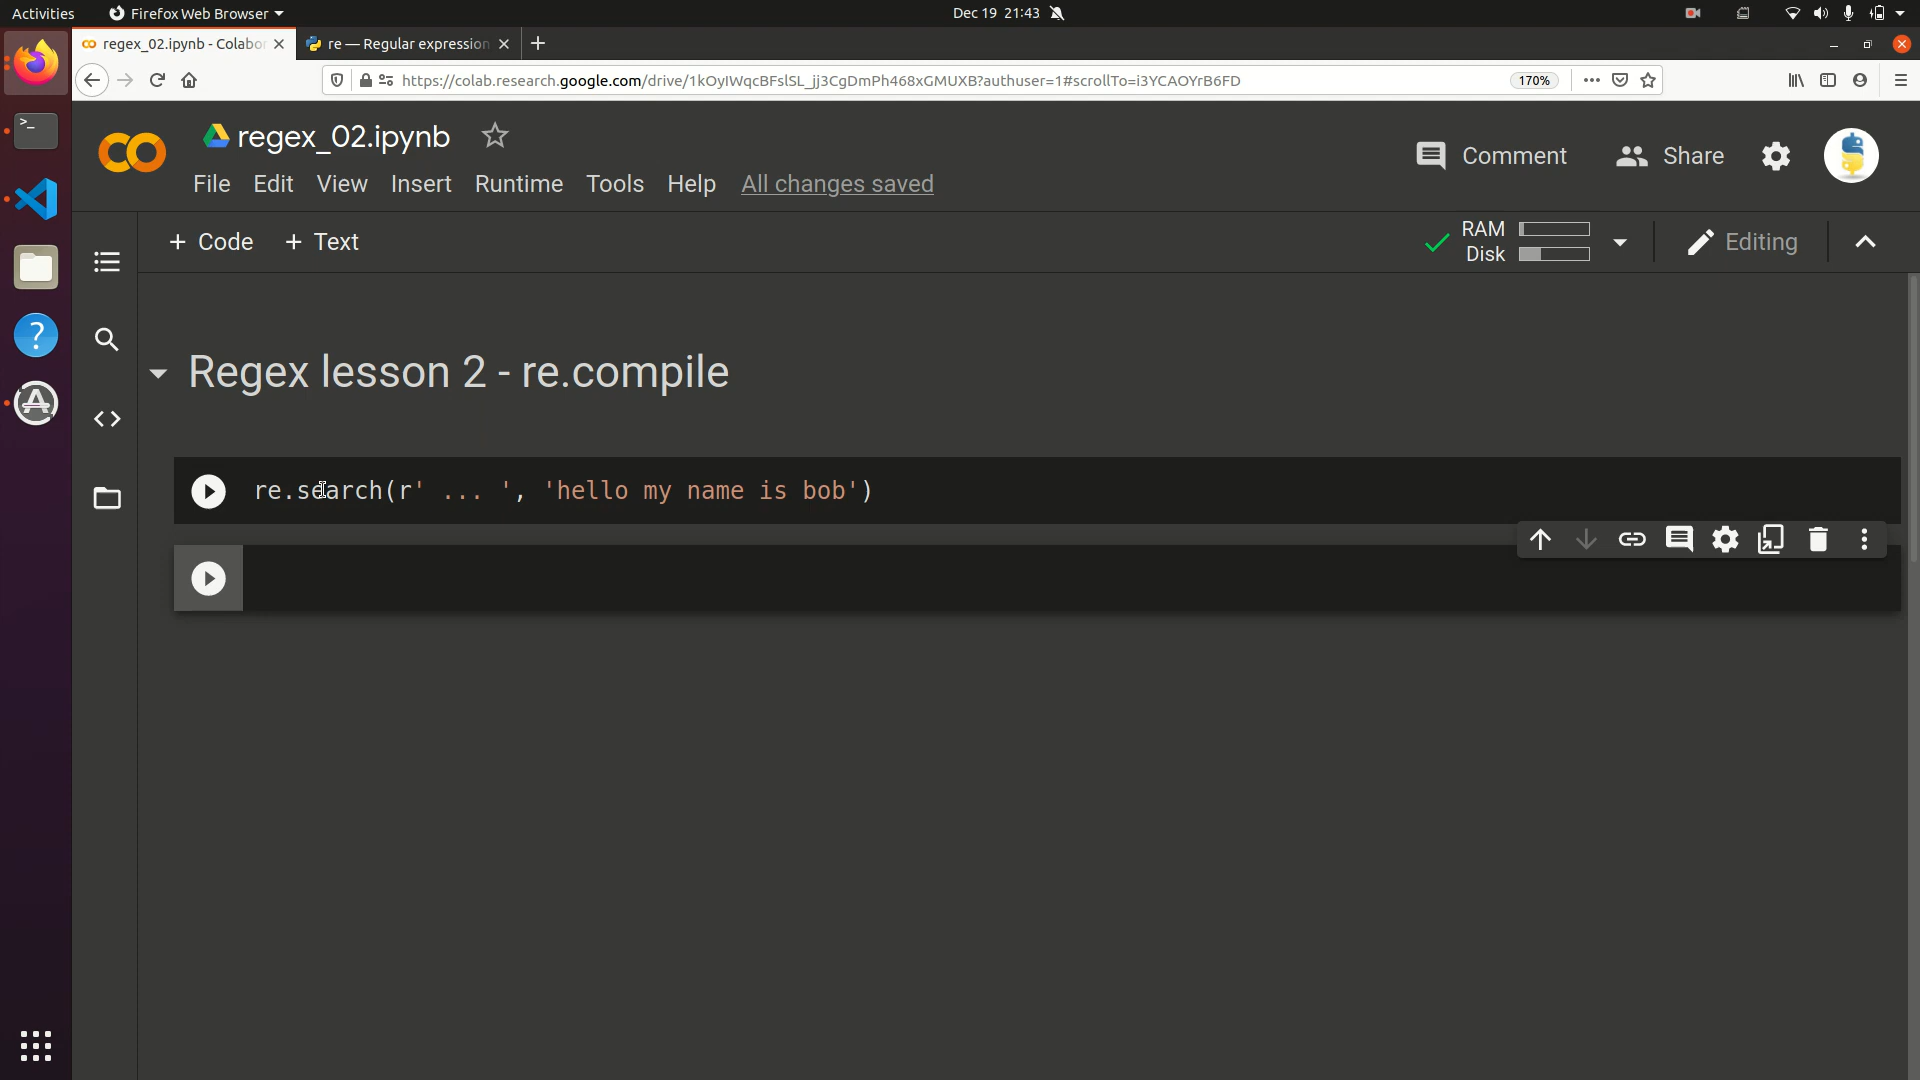 Activities Firefox Web Browser Dec 19 21:43
regex_02.ipynb - Colabo re — Regular expression
https://colab.research.google.com/drive/1kOyIWqcBFslSL_jj3CgDmPh468xGMUXB?authuser=1#scrollTo=i3YCAOYrB6FD 170%
regex_02.ipynb
Comment Share
File Edit View Insert Runtime Tools Help All changes saved
+ Code + Text RAM Disk Editing
Regex lesson 2 - re.compile
re.search(r' ... ', 'hello my name is bob')